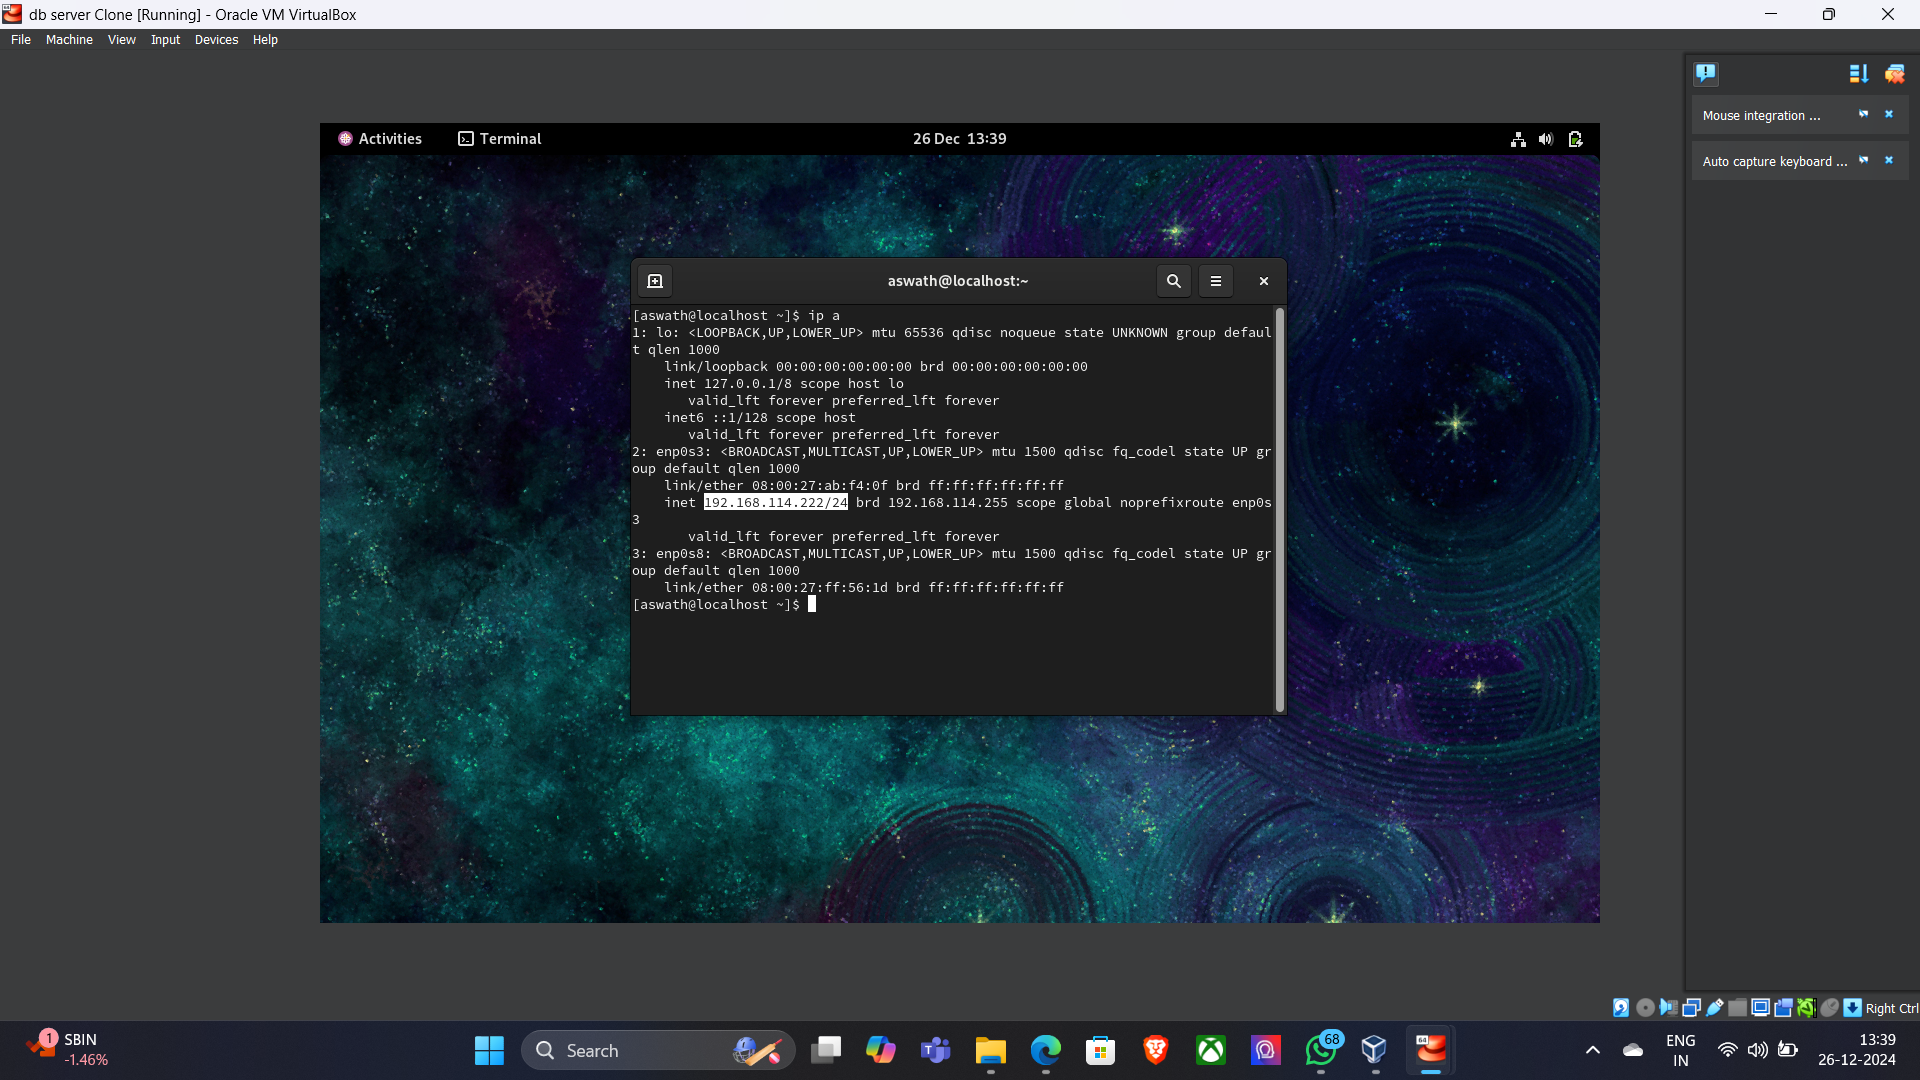 db server Clone [Running] - Oracle VM VirtualBox
File Machine View Input Devices Help
Mouse integration ...
Auto capture keyboard ...
Activities Terminal 26 Dec 13:39
aswath@localhost:~
[aswath@localhost ~]$ ip a
1: lo: <LOOPBACK,UP,LOWER_UP> mtu 65536 qdisc noqueue state UNKNOWN group defaul
t qlen 1000
link/loopback 00:00:00:00:00:00 brd 00:00:00:00:00:00
inet 127.0.0.1/8 scope host lo
valid_lft forever preferred_lft forever
inet6 ::1/128 scope host
valid_lft forever preferred_lft forever
2: enp0s3: <BROADCAST,MULTICAST,UP,LOWER_UP> mtu 1500 qdisc fq_codel state UP gr
oup default qlen 1000
link/ether 08:00:27:ab:f4:0f brd ff:ff:ff:ff:ff:ff
inet 192.168.114.222/24 brd 192.168.114.255 scope global noprefixroute enp0s
3
valid_lft forever preferred_lft forever
3: enp0s8: <BROADCAST,MULTICAST,UP,LOWER_UP> mtu 1500 qdisc fq_codel state UP gr
oup default qlen 1000
link/ether 08:00:27:ff:56:1d brd ff:ff:ff:ff:ff:ff
[aswath@localhost ~]$
Right Ctrl
1 SBIN
-1.46%
Search
68
64
ENG
IN
13:39
26-12-2024